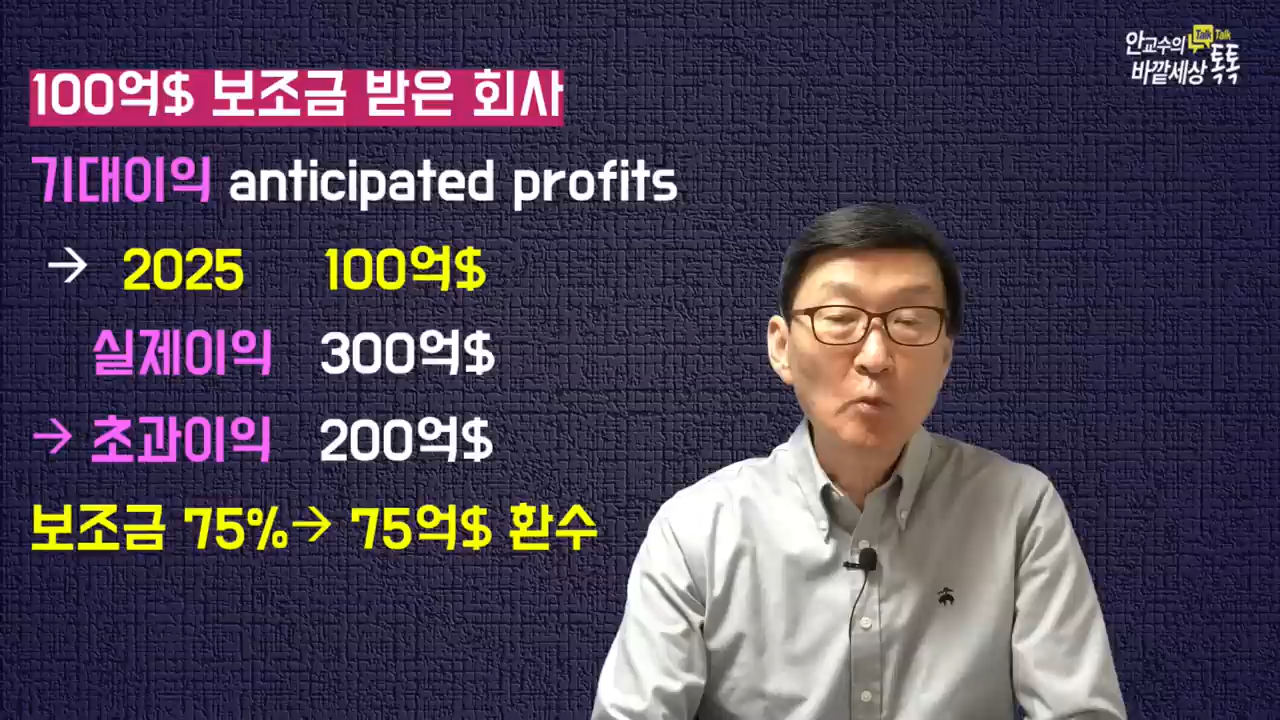 안교수의 Talk Talk
바깥세상 톡톡
100억$ 보조금 받은 회사
기대이익 anticipated profits
→ 2025 100억$
실제이익 300억$
→ 초과이익 200억$
보조금 75%→ 75억$ 환수